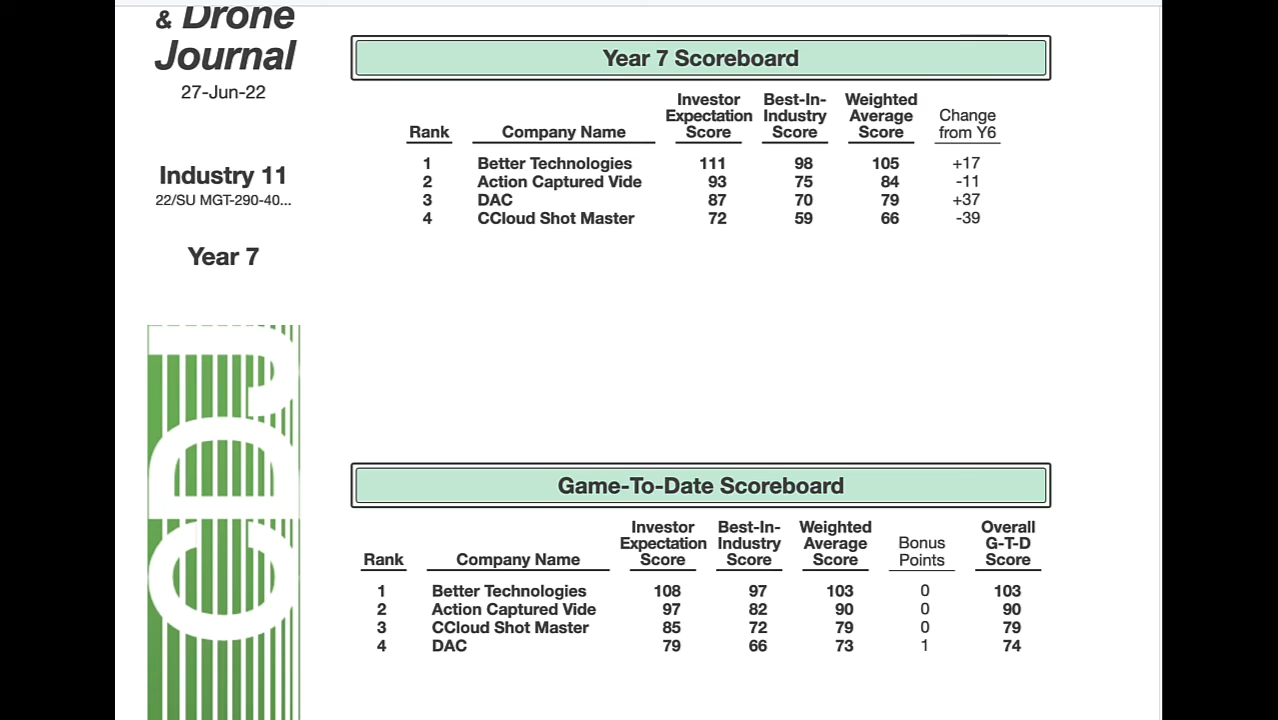 & Drone
Journal
27-Jun-22
Industry 11
22/SU MGT-290-40...
Year 7
Year 7 Scoreboard
Rank Company Name Investor Expectation Score Best-In-Industry Score Weighted Average Score Change from Y6
1 Better Technologies 111 98 105 +17
2 Action Captured Vide 93 75 84 -11
3 DAC 87 70 79 +37
4 CCloud Shot Master 72 59 66 -39
Game-To-Date Scoreboard
Rank Company Name Investor Expectation Score Best-In-Industry Score Weighted Average Score Bonus Points Overall G-T-D Score
1 Better Technologies 108 97 103 0 103
2 Action Captured Vide 97 82 90 0 90
3 CCloud Shot Master 85 72 79 0 79
4 DAC 79 66 73 1 74